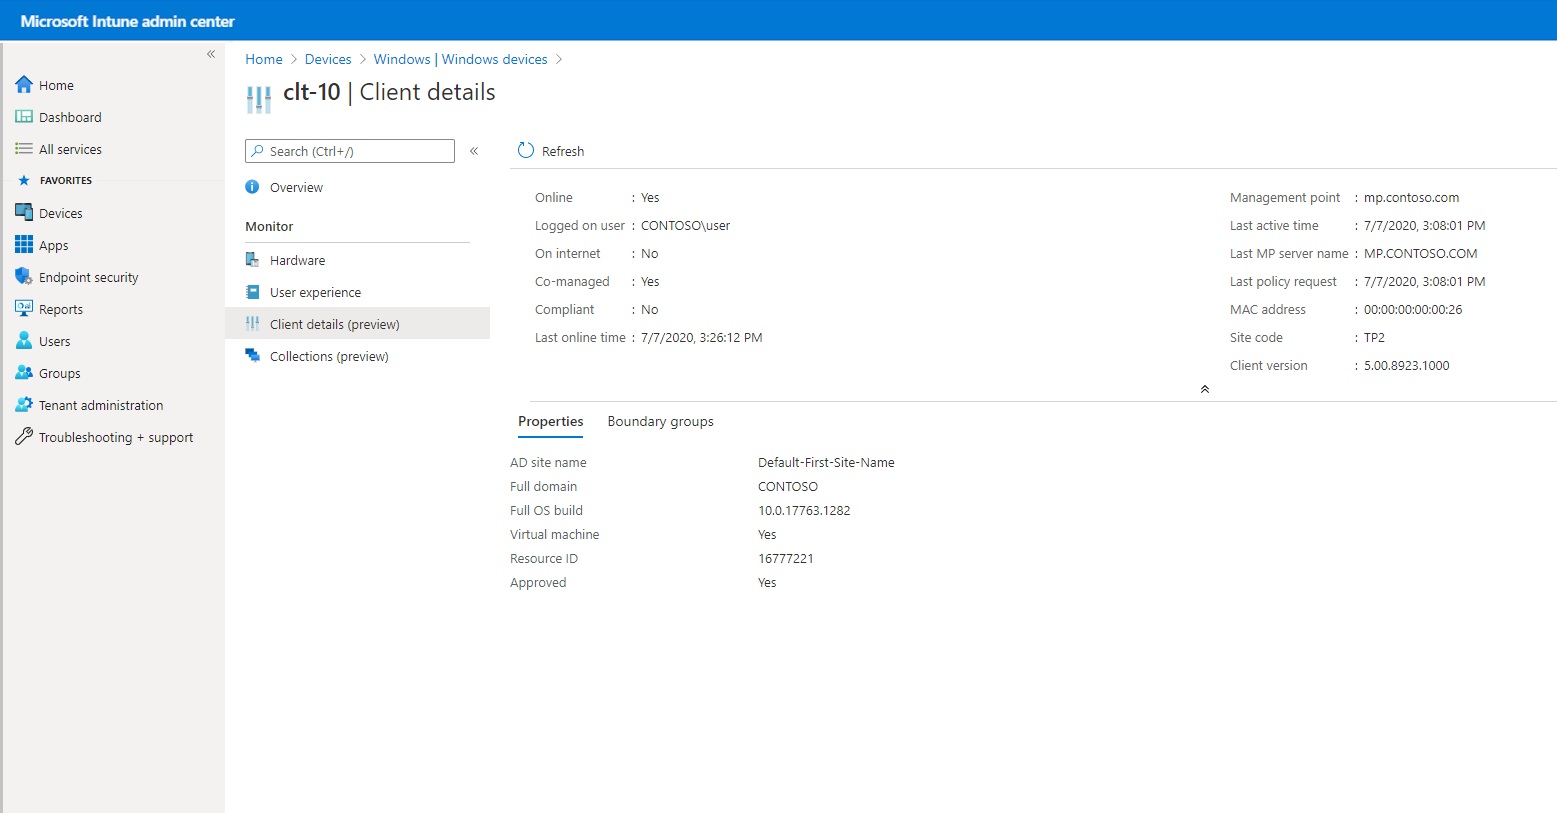 Microsoft Intune admin center
«
Home
Dashboard
All services
FAVORITES
Devices
Apps
Endpoint security
Reports
Users
Groups
Tenant administration
Troubleshooting + support
Home > Devices > Windows | Windows devices >
clt-10 | Client details
Search (Ctrl+/)
«
Overview
Monitor
Hardware
User experience
Client details (preview)
Collections (preview)
Refresh
Online : Yes
Logged on user : CONTOSO\user
On internet : No
Co-managed : Yes
Compliant : No
Last online time : 7/7/2020, 3:26:12 PM
Management point : mp.contoso.com
Last active time : 7/7/2020, 3:08:01 PM
Last MP server name : MP.CONTOSO.COM
Last policy request : 7/7/2020, 3:08:01 PM
MAC address : 00:00:00:00:00:26
Site code : TP2
Client version : 5.00.8923.1000
Properties Boundary groups
AD site name Default-First-Site-Name
Full domain CONTOSO
Full OS build 10.0.17763.1282
Virtual machine Yes
Resource ID 16777221
Approved Yes